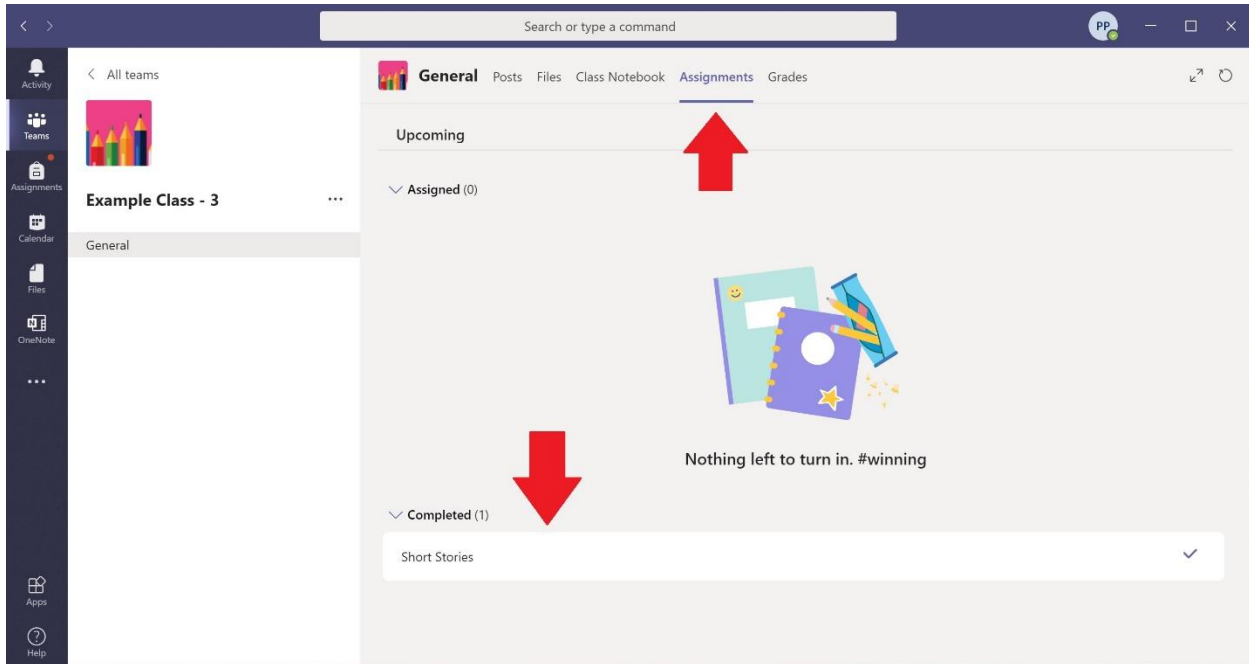 Search or type a command
PP
Activity
Teams
Assignments
Calendar
Files
OneNote
Apps
Help
All teams
Example Class - 3
General
General Posts Files Class Notebook Assignments Grades
Upcoming
Assigned (0)
Nothing left to turn in. #winning
Completed (1)
Short Stories